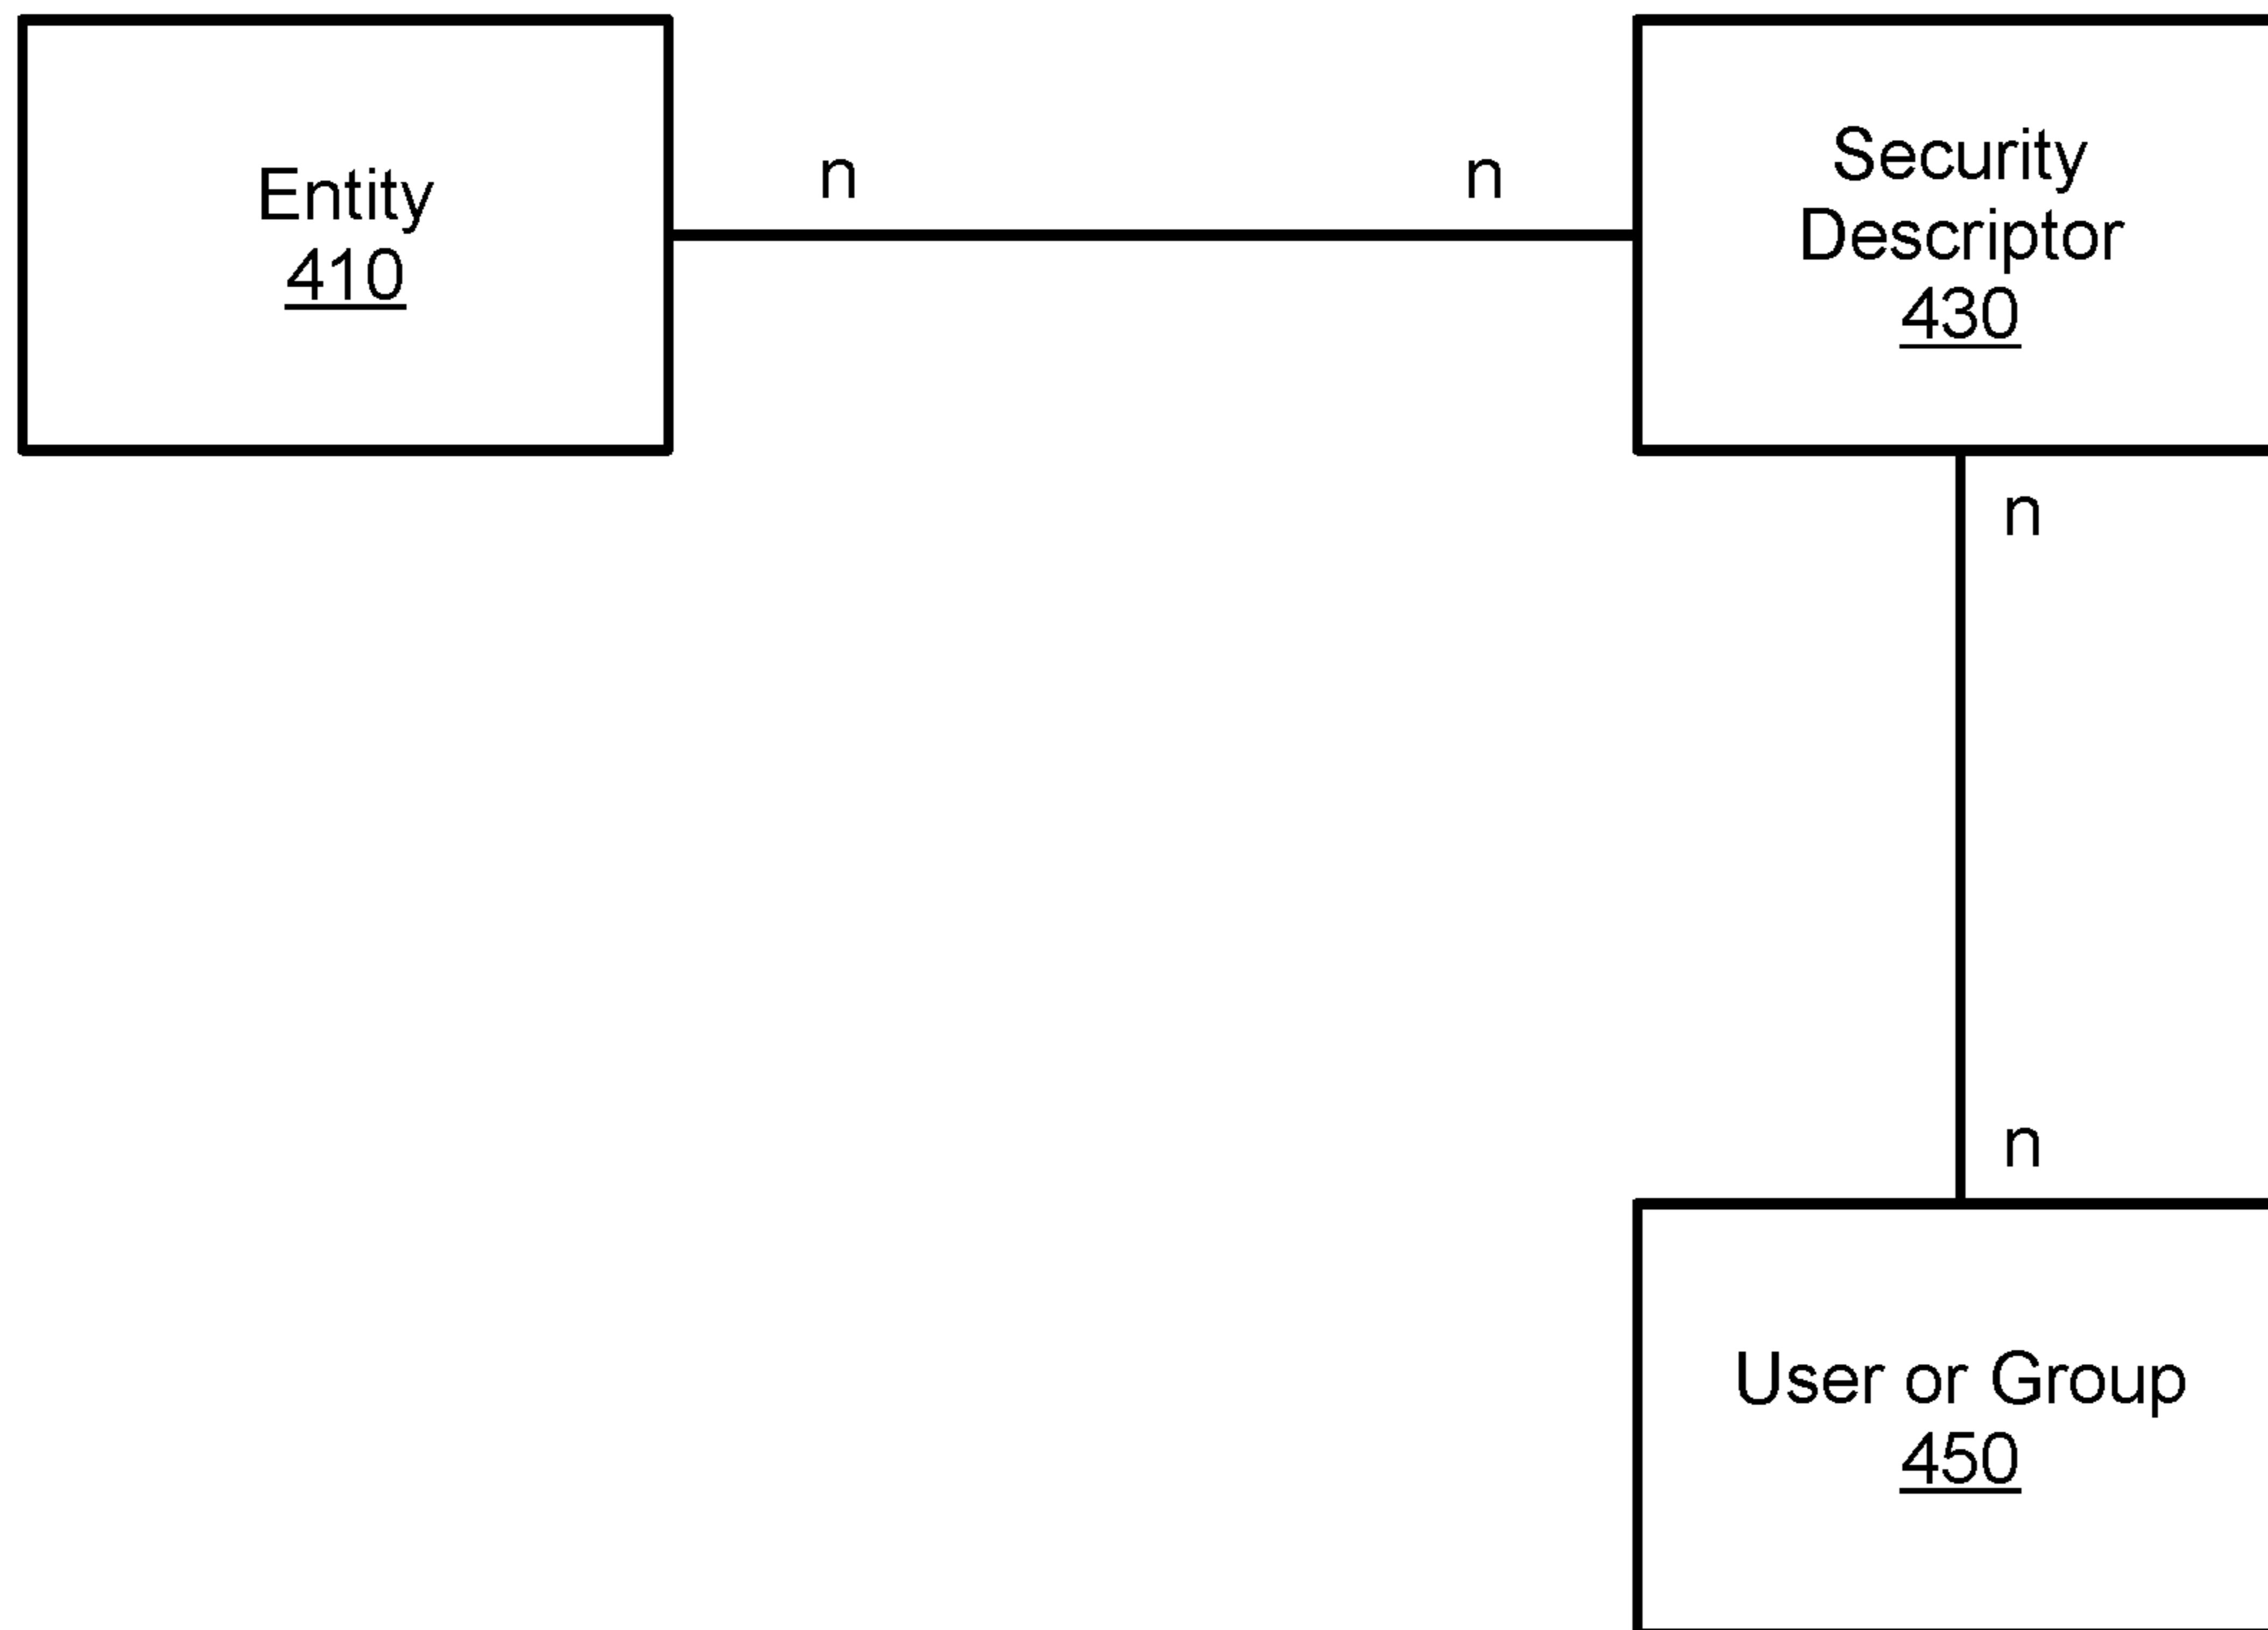 Entity
410
n
n
Security
Descriptor
430
n
n
User or Group
450